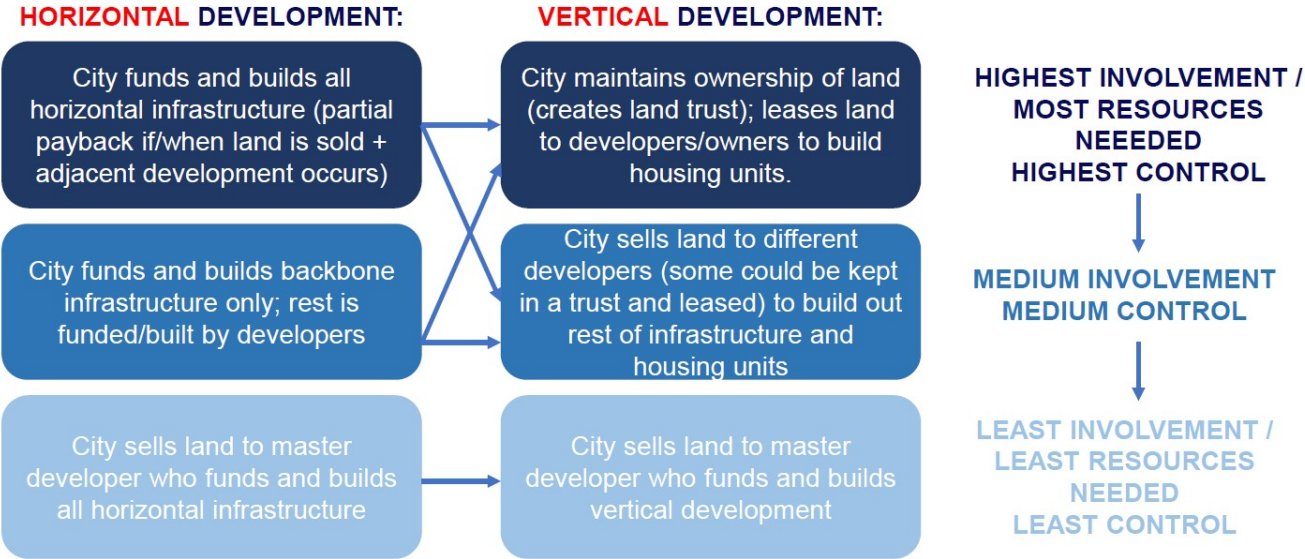 HORIZONTAL DEVELOPMENT:
City funds and builds all
horizontal infrastructure (partial
payback if/when land is sold +
adjacent development occurs)
City funds and builds backbone
infrastructure only; rest is
funded/built by developers
City sells land to master
developer who funds and builds
all horizontal infrastructure
VERTICAL DEVELOPMENT:
City maintains ownership of land
(creates land trust); leases land
to developers/owners to build
housing units.
City sells land to different
developers (some could be kept
in a trust and leased) to build out
rest of infrastructure and
housing units
City sells land to master
developer who funds and builds
vertical development
HIGHEST INVOLVEMENT /
MOST RESOURCES
NEEDED
HIGHEST CONTROL
MEDIUM INVOLVEMENT
MEDIUM CONTROL
LEAST INVOLVEMENT /
LEAST RESOURCES
NEEDED
LEAST CONTROL